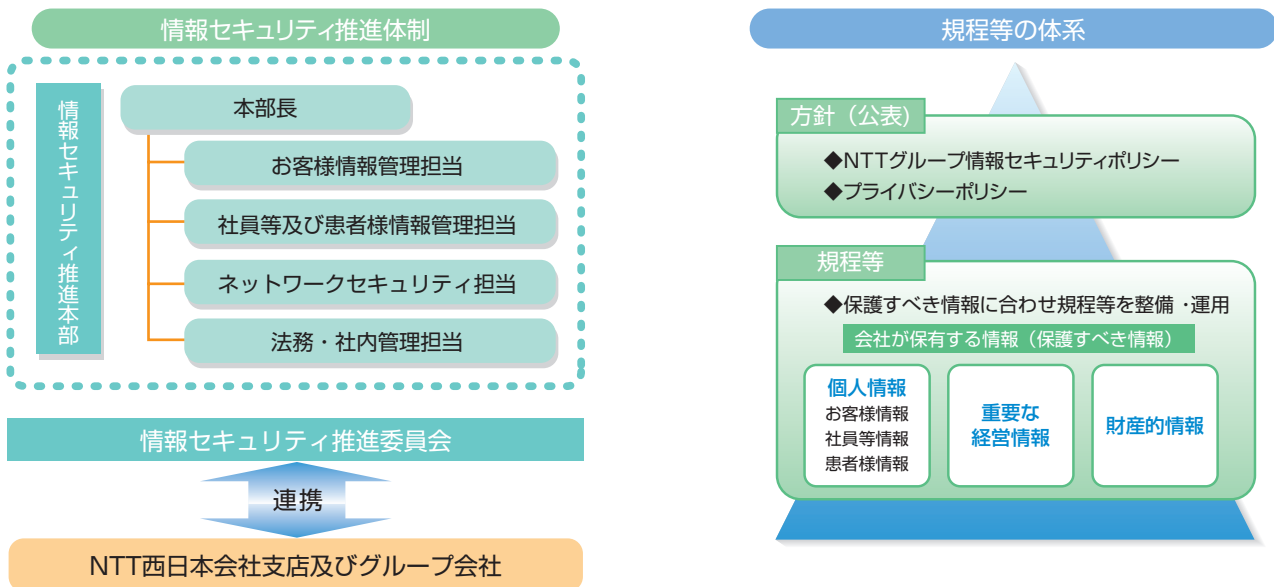 情報セキュリティ推進体制
情報セキュリティ推進本部
本部長
お客様情報管理担当
社員等及び患者様情報管理担当
ネットワークセキュリティ担当
法務・社内管理担当
情報セキュリティ推進委員会
連携
NTT西日本会社支店及びグループ会社
規程等の体系
方針（公表)
◆NTTグループ情報セキュリティポリシー
◆プライバシーポリシー
規程等
◆保護すべき情報に合わせ規程等を整備・運用
会社が保有する情報（保護すべき情報）
個人情報
お客様情報
社員等情報
患者様情報
重要な
経営情報
財産的情報